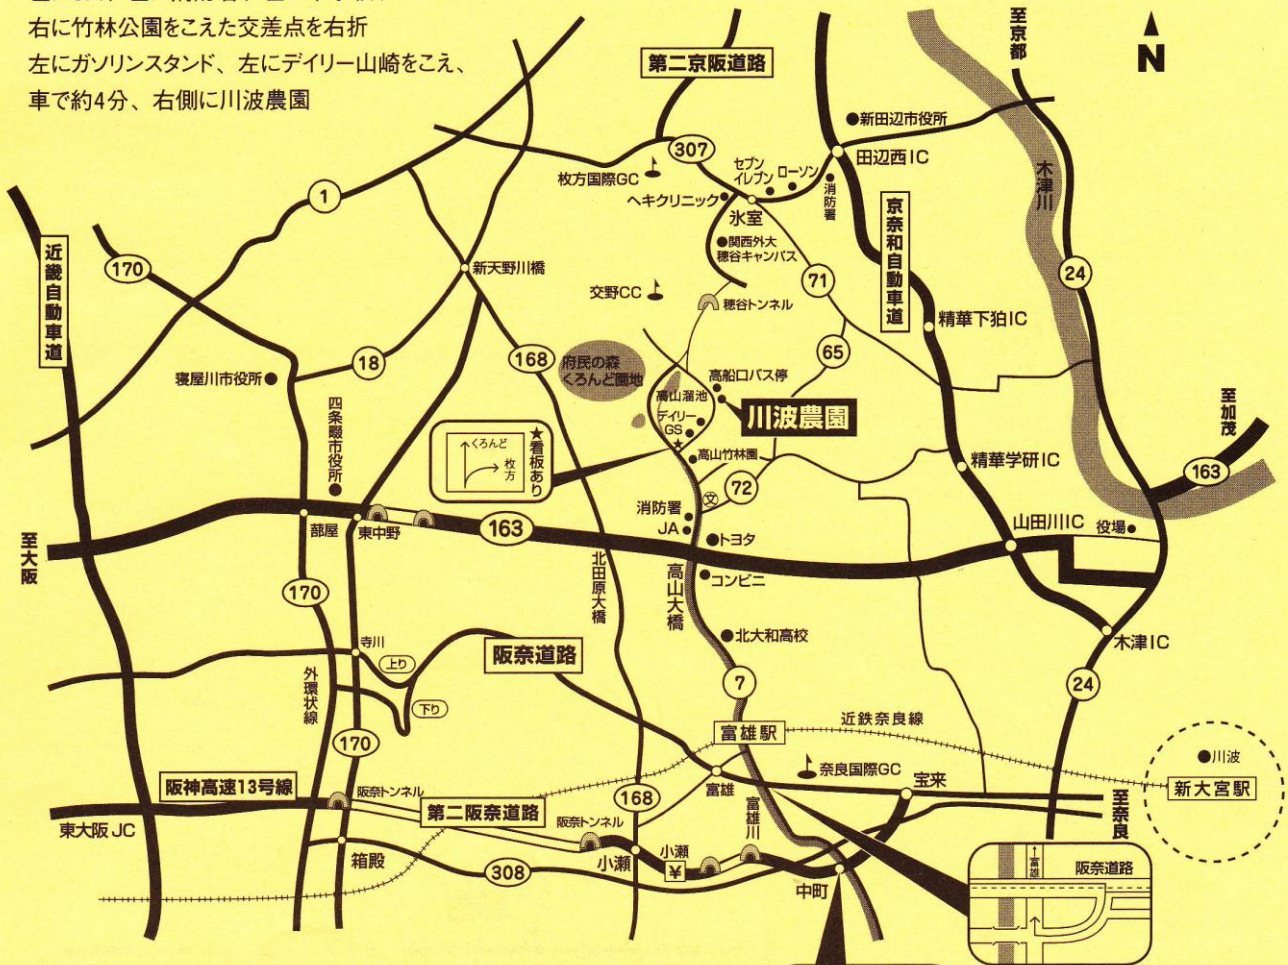 右に竹林公園をこえた交差点を右折
左にガソリンスタンド、左にデイリー山崎をこえ、
車で約4分、右側に川波農園
至京都
N
第二京阪道路
新田辺市役所
307
セブン
イレブン
ローソン
田辺西IC
枚方国際GC
消防署
木津川
1
ヘキクリニック
氷室
京奈和自動車道
近畿自動車道
170
関西外大
穂谷キャンパス
新天野川橋
71
24
交野CC
穂谷トンネル
精華下狛IC
18
168
65
府民の森
くろんど園地
寝屋川市役所
高船口バス停
高山溜池
川波農園
至加茂
四条畷市役所
デイリー
GS
くろんど
枚方
★看板あり
★
高山竹林園
精華学研IC
163
72
文
消防署
JA
トヨタ
山田川IC
役場
至大阪
蔀屋
東中野
163
コンビニ
北田原大橋
高山大橋
170
北大和高校
木津IC
寺川
上り
阪奈道路
7
24
外環状線
下り
近鉄奈良線
富雄駅
170
川波
新大宮駅
阪神高速13号線
阪奈トンネル
奈良国際GC
宝来
富雄
168
至奈良
東大阪JC
第二阪奈道路
阪奈トンネル
富雄川
小瀬
小瀬
¥
箱殿
308
中町
富雄
阪奈道路